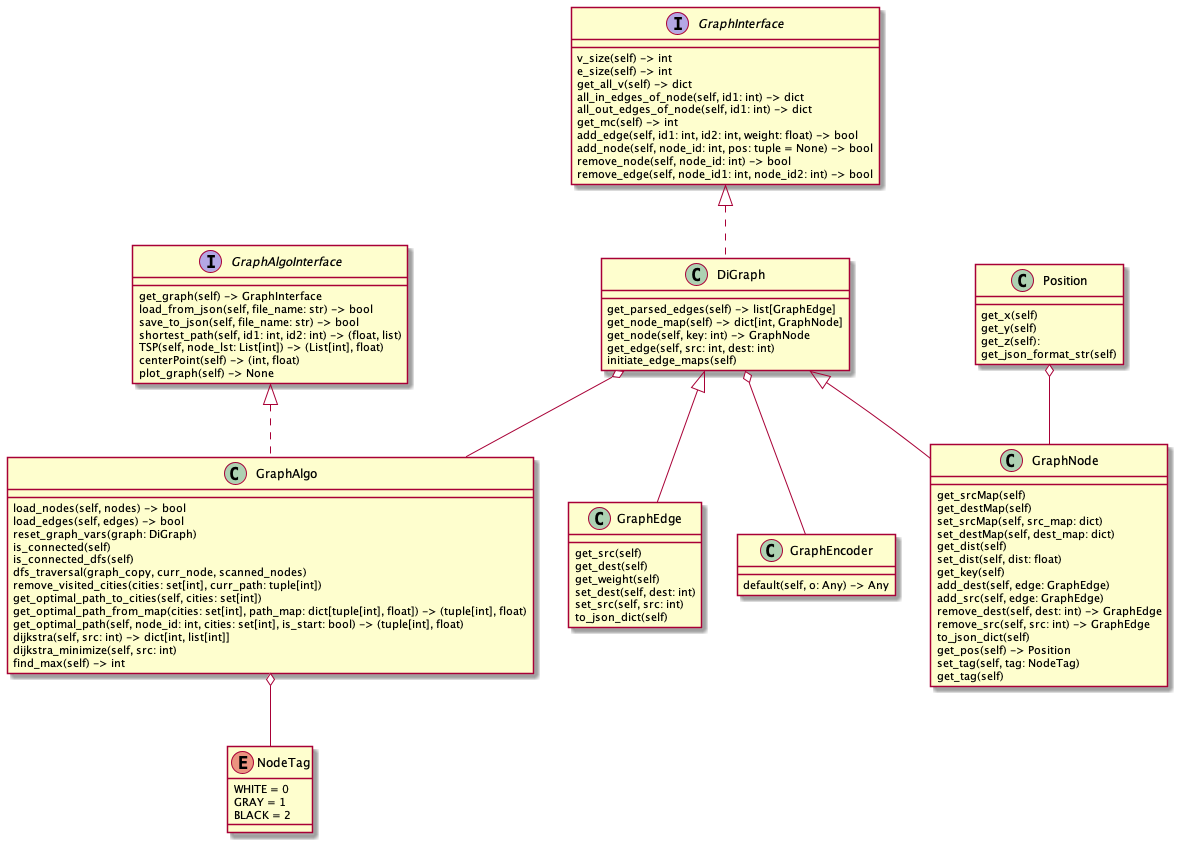 I GraphInterface
v_size(self) -> int
e_size(self) -> int
get_all_v(self) -> dict
all_in_edges_of_node(self, id1: int) -> dict
all_out_edges_of_node(self, id1: int) -> dict
get_mc(self) -> int
add_edge(self, id1: int, id2: int, weight: float) -> bool
add_node(self, node_id: int, pos: tuple = None) -> bool
remove_node(self, node_id: int) -> bool
remove_edge(self, node_id1: int, node_id2: int) -> bool
I GraphAlgoInterface
get_graph(self) -> GraphInterface
load_from_json(self, file_name: str) -> bool
save_to_json(self, file_name: str) -> bool
shortest_path(self, id1: int, id2: int) -> (float, list)
TSP(self, node_lst: List[int]) -> (List[int], float)
centerPoint(self) -> (int, float)
plot_graph(self) -> None
C DiGraph
get_parsed_edges(self) -> list[GraphEdge]
get_node_map(self) -> dict[int, GraphNode]
get_node(self, key: int) -> GraphNode
get_edge(self, src: int, dest: int)
initiate_edge_maps(self)
C Position
get_x(self)
get_y(self)
get_z(self):
get_json_format_str(self)
C GraphAlgo
load_nodes(self, nodes) -> bool
load_edges(self, edges) -> bool
reset_graph_vars(graph: DiGraph)
is_connected(self)
is_connected_dfs(self)
dfs_traversal(graph_copy, curr_node, scanned_nodes)
remove_visited_cities(cities: set[int], curr_path: tuple[int])
get_optimal_path_to_cities(self, cities: set[int])
get_optimal_path_from_map(cities: set[int], path_map: dict[tuple[int], float]) -> (tuple[int], float)
get_optimal_path(self, node_id: int, cities: set[int], is_start: bool) -> (tuple[int], float)
dijkstra(self, src: int) -> dict[int, list[int]]
dijkstra_minimize(self, src: int)
find_max(self) -> int
C GraphEdge
get_src(self)
get_dest(self)
get_weight(self)
set_dest(self, dest: int)
set_src(self, src: int)
to_json_dict(self)
C GraphEncoder
default(self, o: Any) -> Any
C GraphNode
get_srcMap(self)
get_destMap(self)
set_srcMap(self, src_map: dict)
set_destMap(self, dest_map: dict)
get_dist(self)
set_dist(self, dist: float)
get_key(self)
add_dest(self, edge: GraphEdge)
add_src(self, edge: GraphEdge)
remove_dest(self, dest: int) -> GraphEdge
remove_src(self, src: int) -> GraphEdge
to_json_dict(self)
get_pos(self) -> Position
set_tag(self, tag: NodeTag)
get_tag(self)
E NodeTag
WHITE = 0
GRAY = 1
BLACK = 2